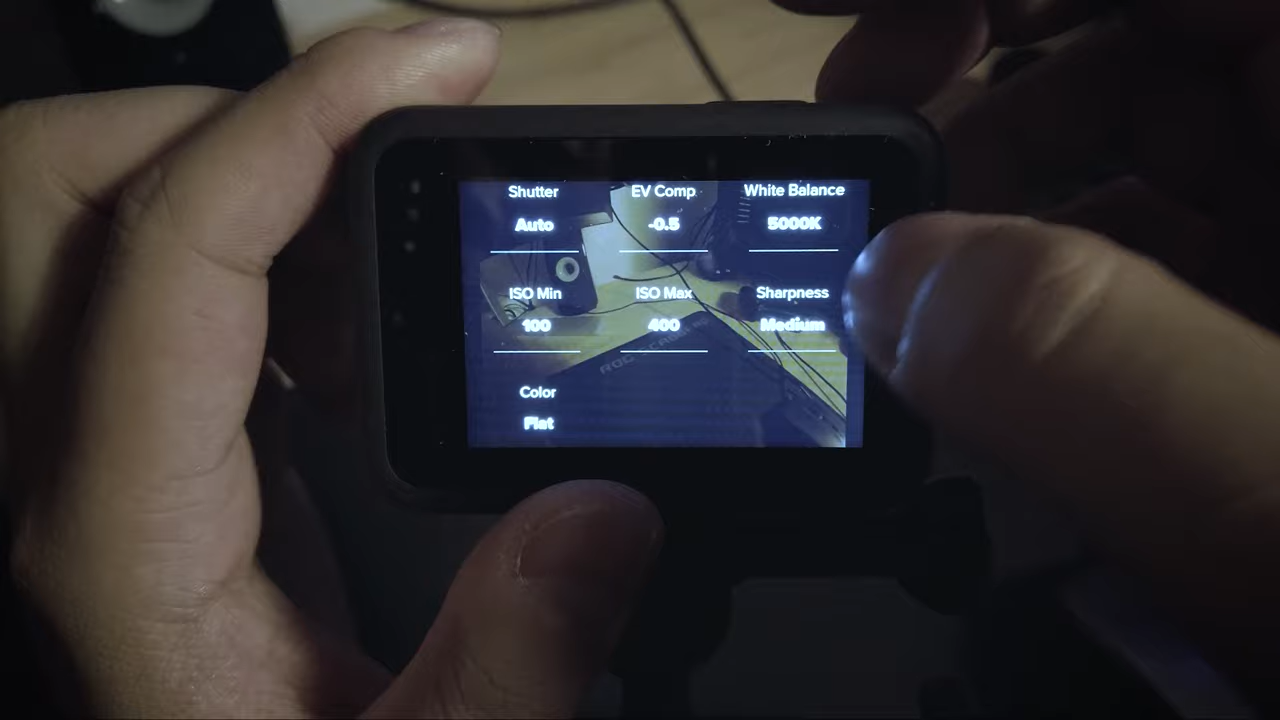 Shutter EV Comp White Balance
Auto -0.5 5000K
ISO Min ISO Max Sharpness
100 400 Medium
Color
Flat